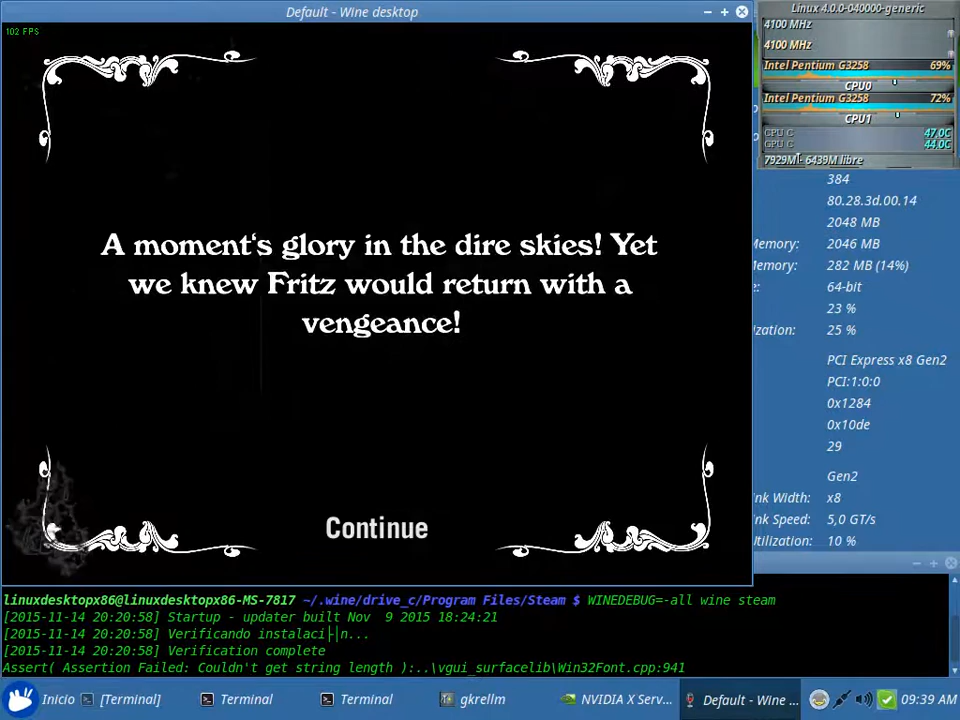 Default - Wine desktop
102 FPS
A moment's glory in the dire skies! Yet
we knew Fritz would return with a
vengeance!
Continue
Linux 4.0.0-040000-generic
4100 MHz
4100 MHz
Intel Pentium G3258 69%
CPU0
Intel Pentium G3258 72%
CPU1
CPU C 47.0C
GPU C 44.0C
7929M - 6439M libre
384
80.28.3d.00.14
2048 MB
Memory: 2046 MB
emory: 282 MB (14%)
e: 64-bit
23 %
zation: 25 %
PCI Express x8 Gen2
PCI:1:0:0
0x1284
0x10de
29
Gen2
nk Width: x8
nk Speed: 5,0 GT/s
Utilization: 10 %
linuxdesktopx86@linuxdesktopx86-MS-7817 ~/.wine/drive_c/Program Files/Steam $ WINEDEBUG=-all wine steam
[2015-11-14 20:20:58] Startup - updater built Nov  9 2015 18:24:21
[2015-11-14 20:20:58] Verificando instalaci├│n...
[2015-11-14 20:20:58] Verification complete
Assert( Assertion Failed: Couldn't get string length ):..\vgui_surfacelib\Win32Font.cpp:941
Inicio [Terminal] Terminal Terminal gkrellm NVIDIA X Serv... Default - Wine ... 09:39 AM